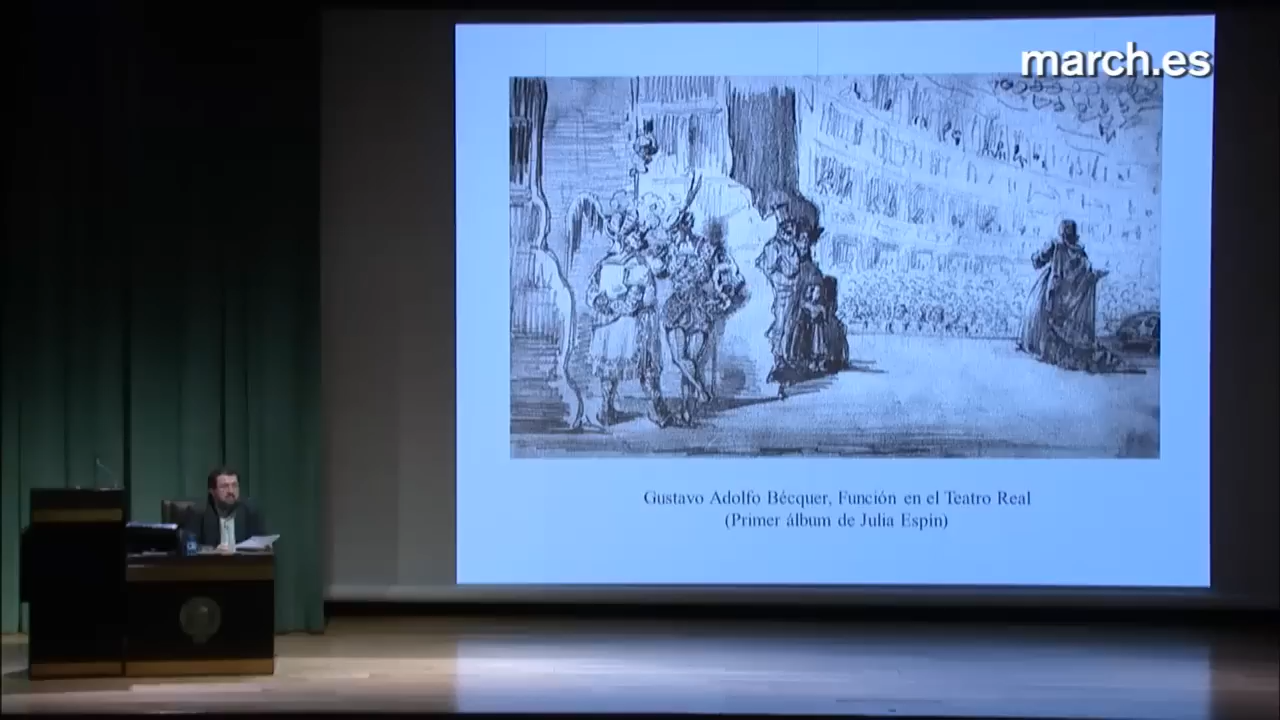 march.es
Gustavo Adolfo Bécquer, Función en el Teatro Real
(Primer álbum de Julia Espín)